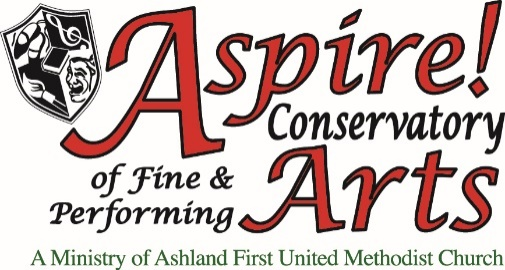 Aspire!
Conservatory
of Fine &
Performing
Arts
A Ministry of Ashland First United Methodist Church